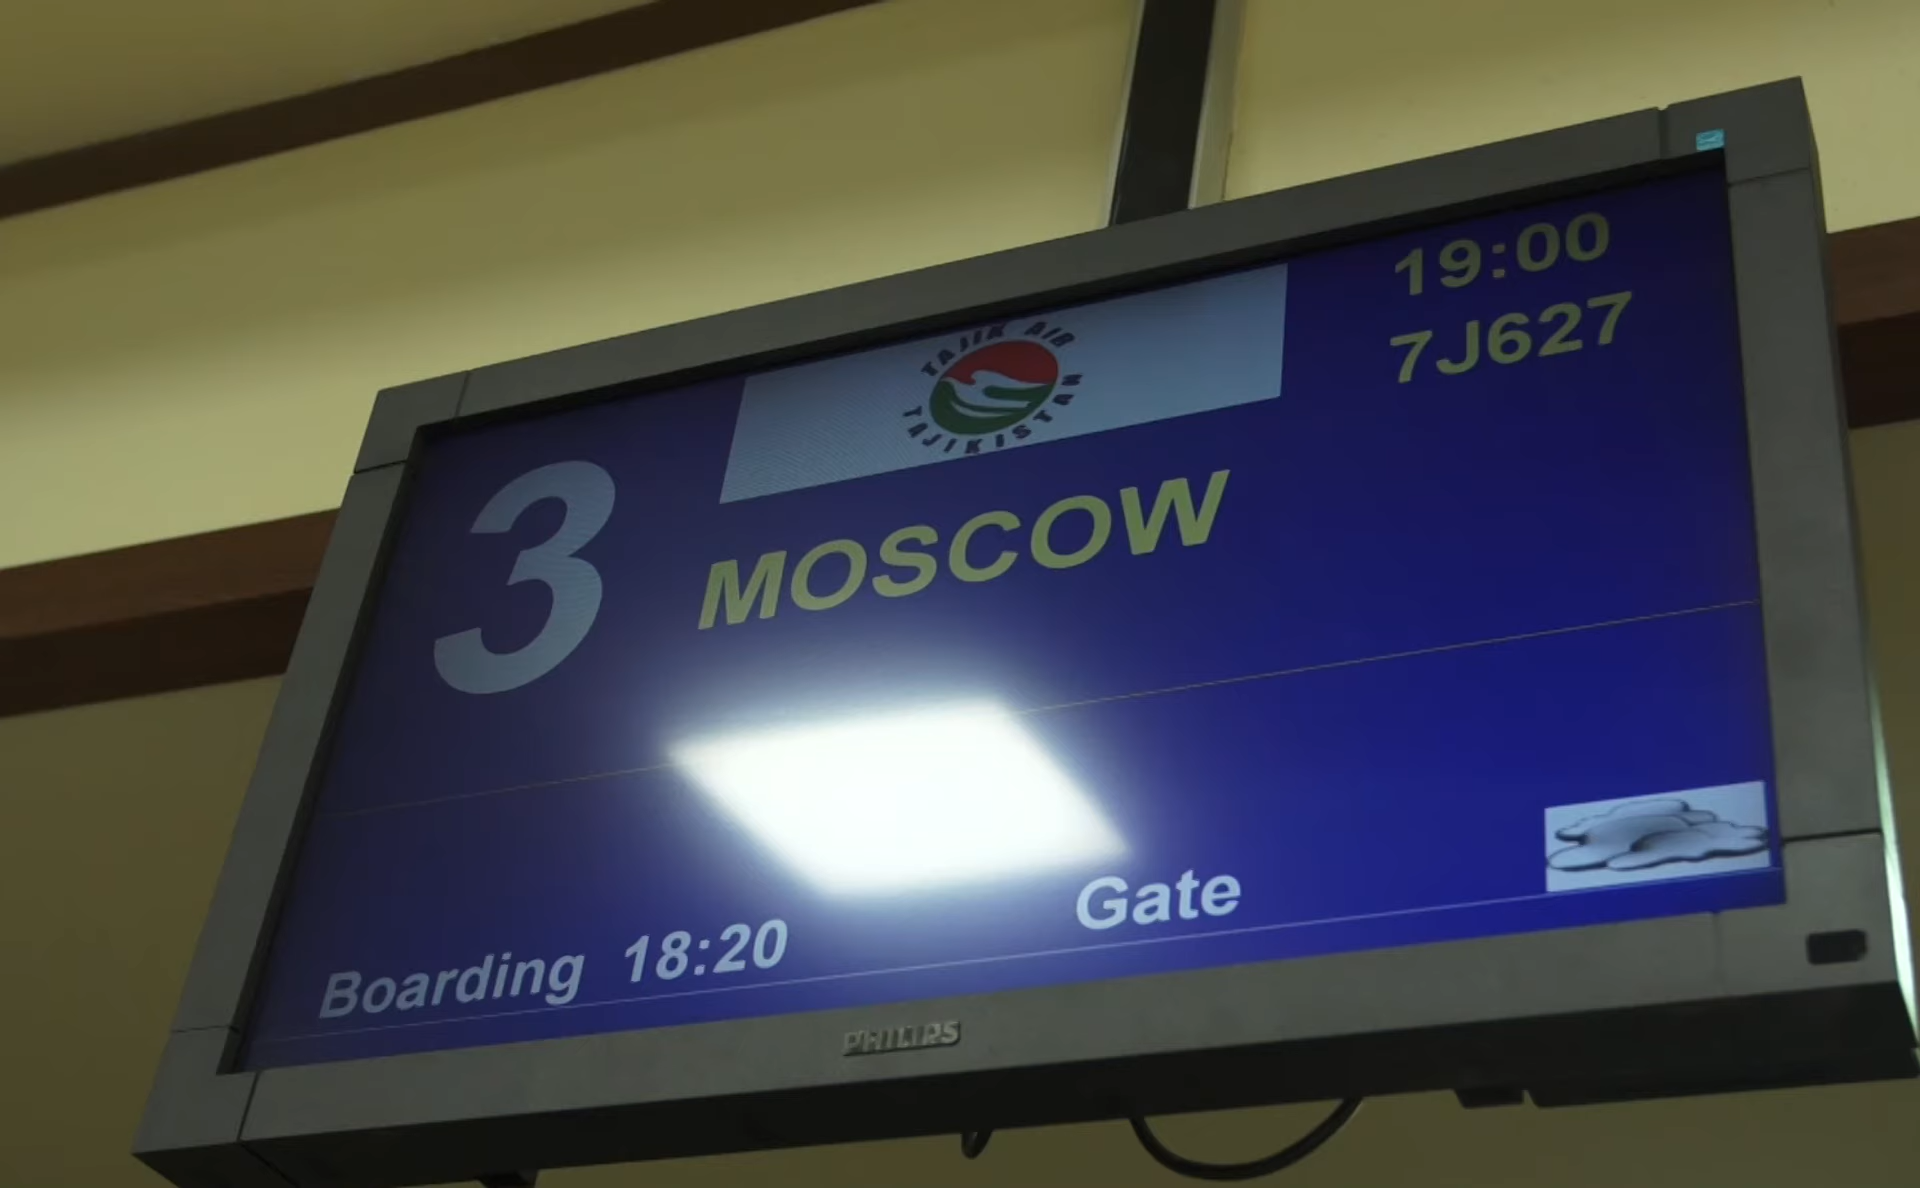 19:00
TAJIK AIR
TAJIKISTAN
7J627
3
MOSCOW
Boarding 18:20
Gate
PHILIPS